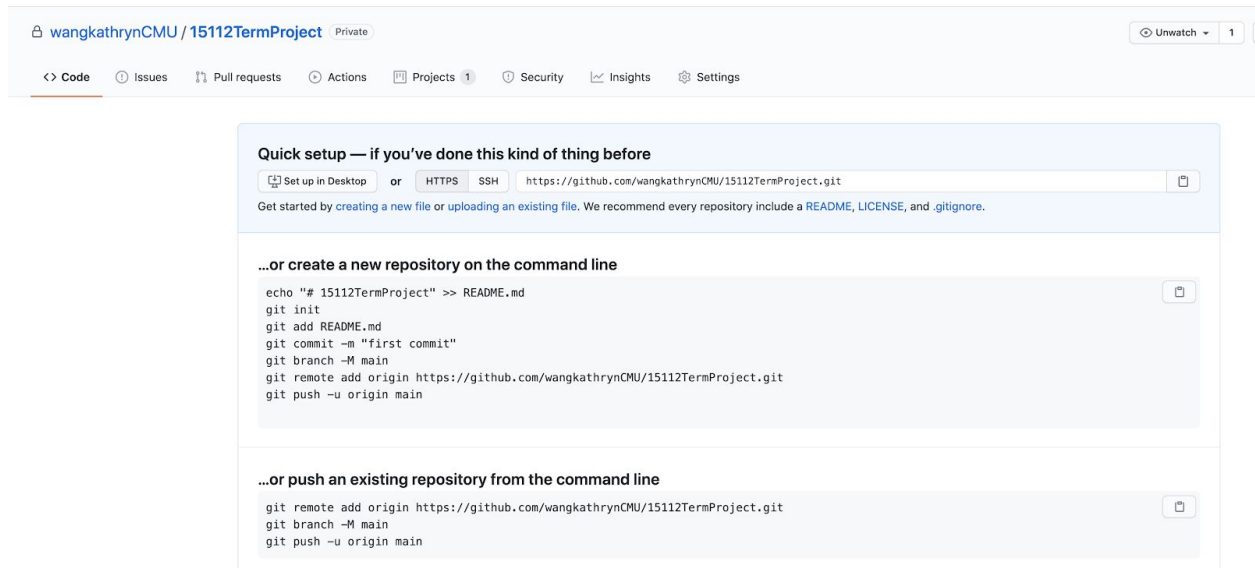 wangkathrynCMU / 15112TermProject Private
Unwatch 1
<> Code Issues Pull requests Actions Projects 1 Security Insights Settings
Quick setup — if you've done this kind of thing before
Set up in Desktop or HTTPS SSH https://github.com/wangkathrynCMU/15112TermProject.git
Get started by creating a new file or uploading an existing file. We recommend every repository include a README, LICENSE, and .gitignore.
...or create a new repository on the command line
echo "# 15112TermProject" >> README.md
git init
git add README.md
git commit -m "first commit"
git branch -M main
git remote add origin https://github.com/wangkathrynCMU/15112TermProject.git
git push -u origin main
...or push an existing repository from the command line
git remote add origin https://github.com/wangkathrynCMU/15112TermProject.git
git branch -M main
git push -u origin main